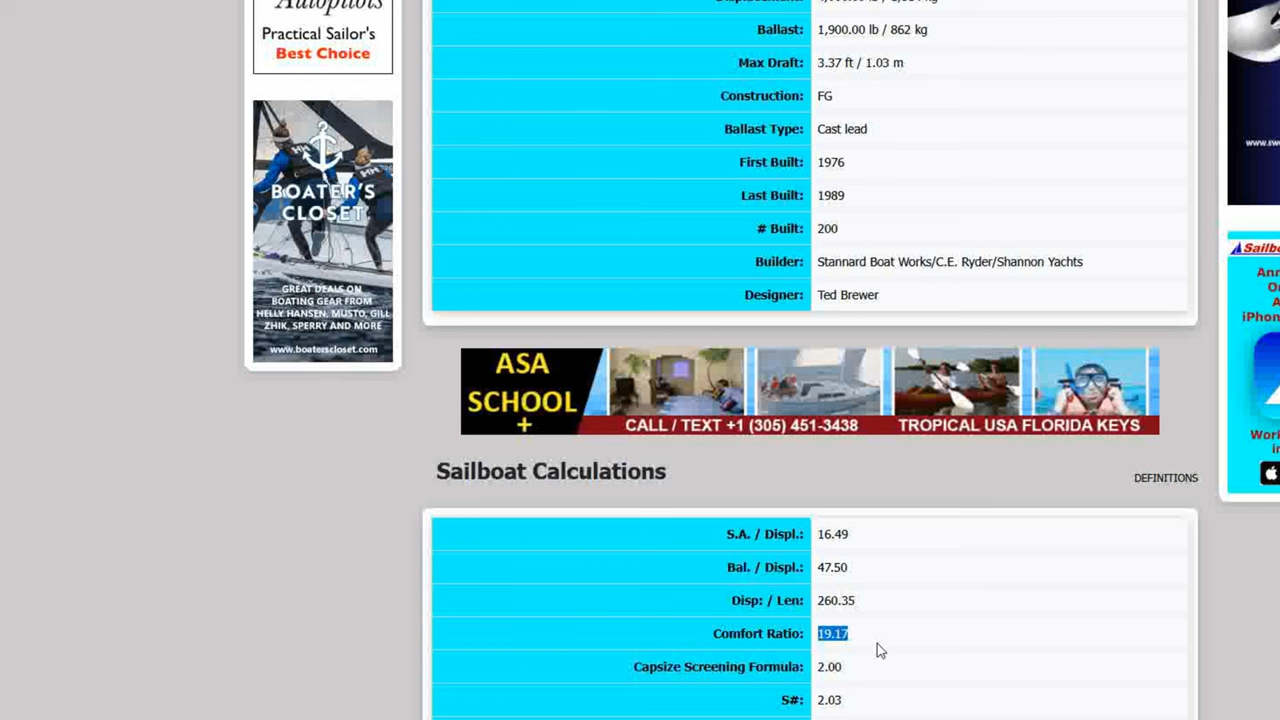 Autopilots
Practical Sailor's
Best Choice
BOATER'S
CLOSET
GREAT DEALS ON
BOATING GEAR FROM
HELLY HANSEN, MUSTO, GILL
ZHIK, SPERRY AND MORE
www.boaterscloset.com
Ballast: 1,900.00 lb / 862 kg
Max Draft: 3.37 ft / 1.03 m
Construction: FG
Ballast Type: Cast lead
First Built: 1976
Last Built: 1989
# Built: 200
Builder: Stannard Boat Works/C.E. Ryder/Shannon Yachts
Designer: Ted Brewer
ASA
SCHOOL
+
CALL / TEXT +1 (305) 451-3438 TROPICAL USA FLORIDA KEYS
Sailboat Calculations
DEFINITIONS
S.A. / Displ.: 16.49
Bal. / Displ.: 47.50
Disp: / Len: 260.35
Comfort Ratio: 19.17
Capsize Screening Formula: 2.00
S#: 2.03